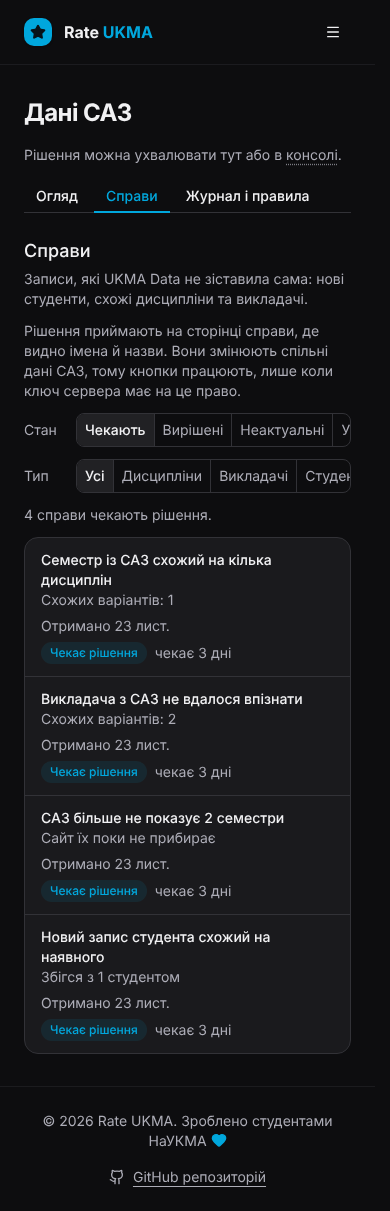 Rate UKMA
Дані САЗ
Рішення можна ухвалювати тут або в консолі.
Огляд Справи Журнал і правила
Справи
Записи, які UKMA Data не зіставила сама: нові
студенти, схожі дисципліни та викладачі.
Рішення приймають на сторінці справи, де
видно імена й назви. Вони змінюють спільні
дані САЗ, тому кнопки працюють, лише коли
ключ сервера має на це право.
Стан Чекають Вирішені Неактуальні У
Тип Усі Дисципліни Викладачі Студен
4 справи чекають рішення.
Семестр із САЗ схожий на кілька
дисциплін
Схожих варіантів: 1
Отримано 23 лист.
Чекає рішення чекає 3 дні
Викладача з САЗ не вдалося впізнати
Схожих варіантів: 2
Отримано 23 лист.
Чекає рішення чекає 3 дні
САЗ більше не показує 2 семестри
Сайт їх поки не прибирає
Отримано 23 лист.
Чекає рішення чекає 3 дні
Новий запис студента схожий на
наявного
Збігся з 1 студентом
Отримано 23 лист.
Чекає рішення чекає 3 дні
© 2026 Rate UKMA. Зроблено студентами
НаУКМА
GitHub репозиторій